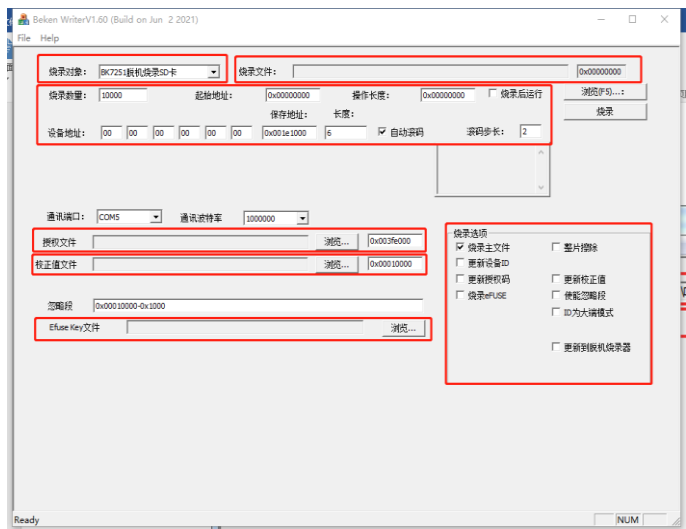 Beken WriterV1.60 (Build on Jun 2 2021)
File Help
烧录对象: BK7251脱机烧录SD卡 烧录文件: 0x00000000
烧录数量: 10000 起始地址: 0x00000000 操作长度: 0x00000000 烧录后运行 浏览(F5)...:
保存地址: 长度: 烧录
设备地址: 00 00 00 00 00 00 0x001e1000 6 自动滚码 滚码步长: 2
通讯端口: COM5 通讯波特率 1000000
授权文件 浏览... 0x003fe000
校正值文件 浏览... 0x00010000
烧录选项
烧录主文件 整片擦除
更新设备ID
更新授权码 更新校正值
烧录eFUSE 使能忽略段
ID为大端模式
更新到脱机烧录器
忽略段 0x00010000-0x1000
Efuse Key文件 浏览...
Ready NUM